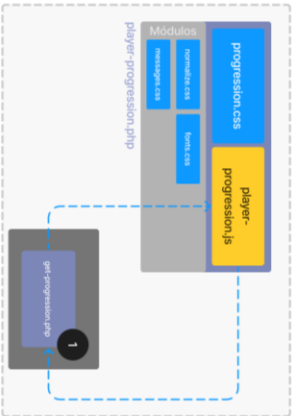 progression.css
player-
progression.js
Módulos
normalize.css
fonts.css
messages.css
player-progression.php
get-progression.php
1